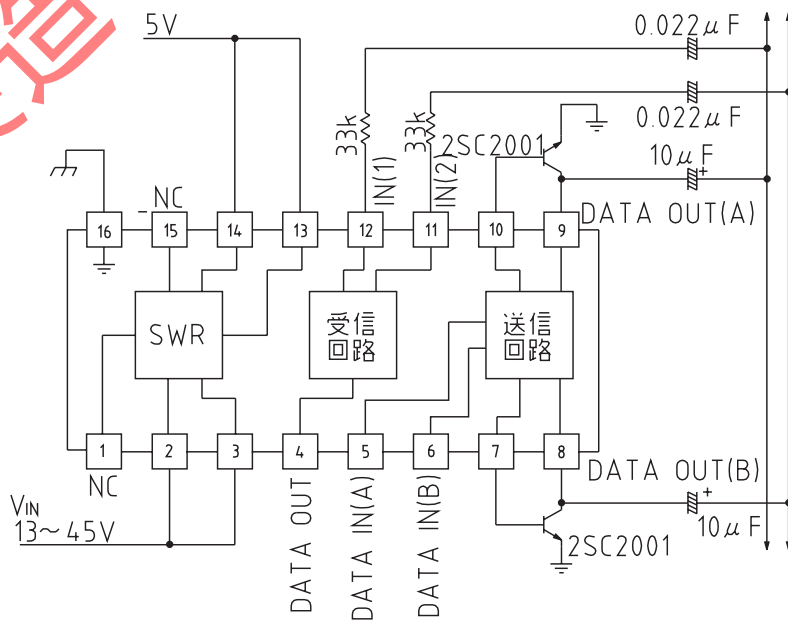 5V
0.022μF
0.022μF
33k
33k
IN(1)
IN(2)
2SC2001
10μF
+
NC
DATA OUT(A)
16 15 14 13 12 11 10 9
SWR
受信
回路
送信
回路
1 2 3 4 5 6 7 8
NC
VIN
13~45V
DATA OUT
DATA IN(A)
DATA IN(B)
DATA OUT(B)
+
10μF
2SC2001